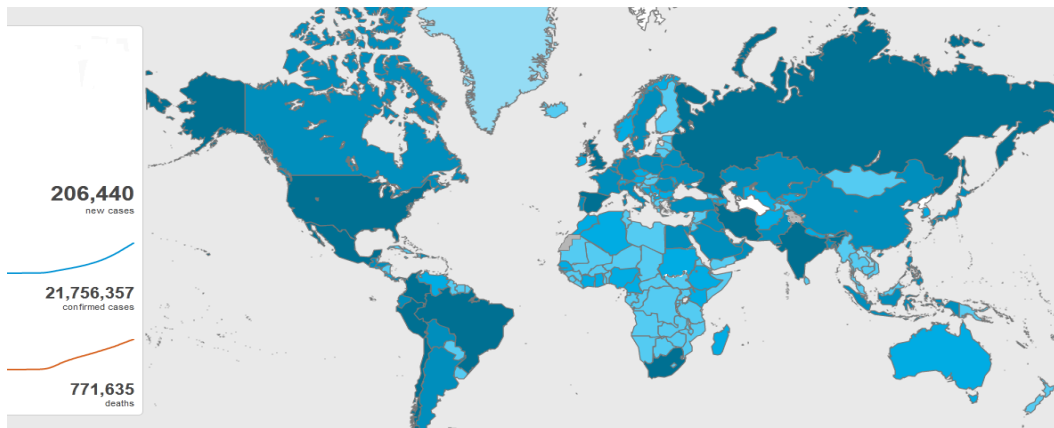 206,440
new cases
21,756,357
confirmed cases
771,635
deaths